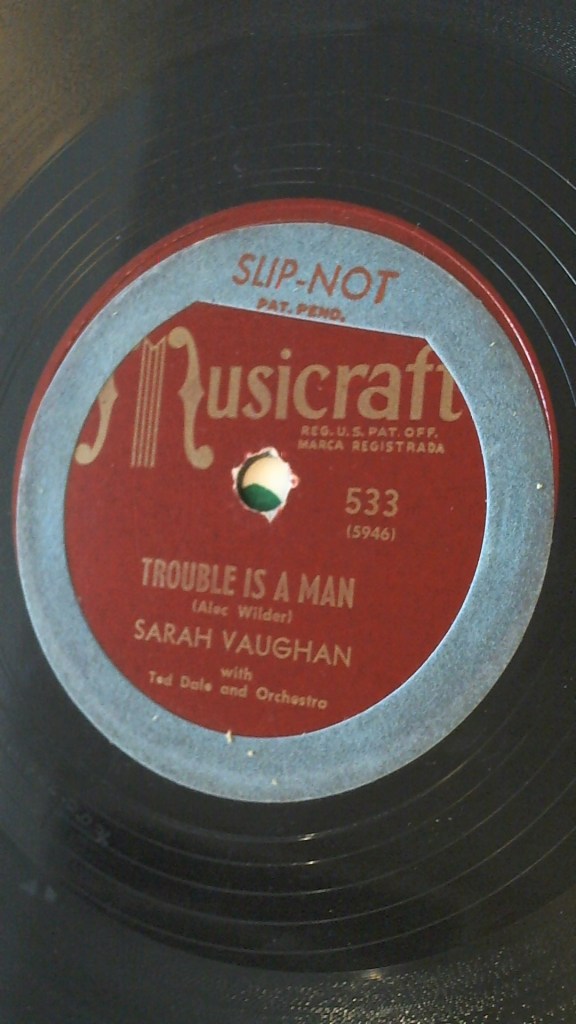 SLIP-NOT
PAT. PEND.
Musicraft
REG. U.S. PAT. OFF.
MARCA REGISTRADA
533
(5946)
TROUBLE IS A MAN
(Alec Wilder)
SARAH VAUGHAN
with
Ted Dale and Orchestra